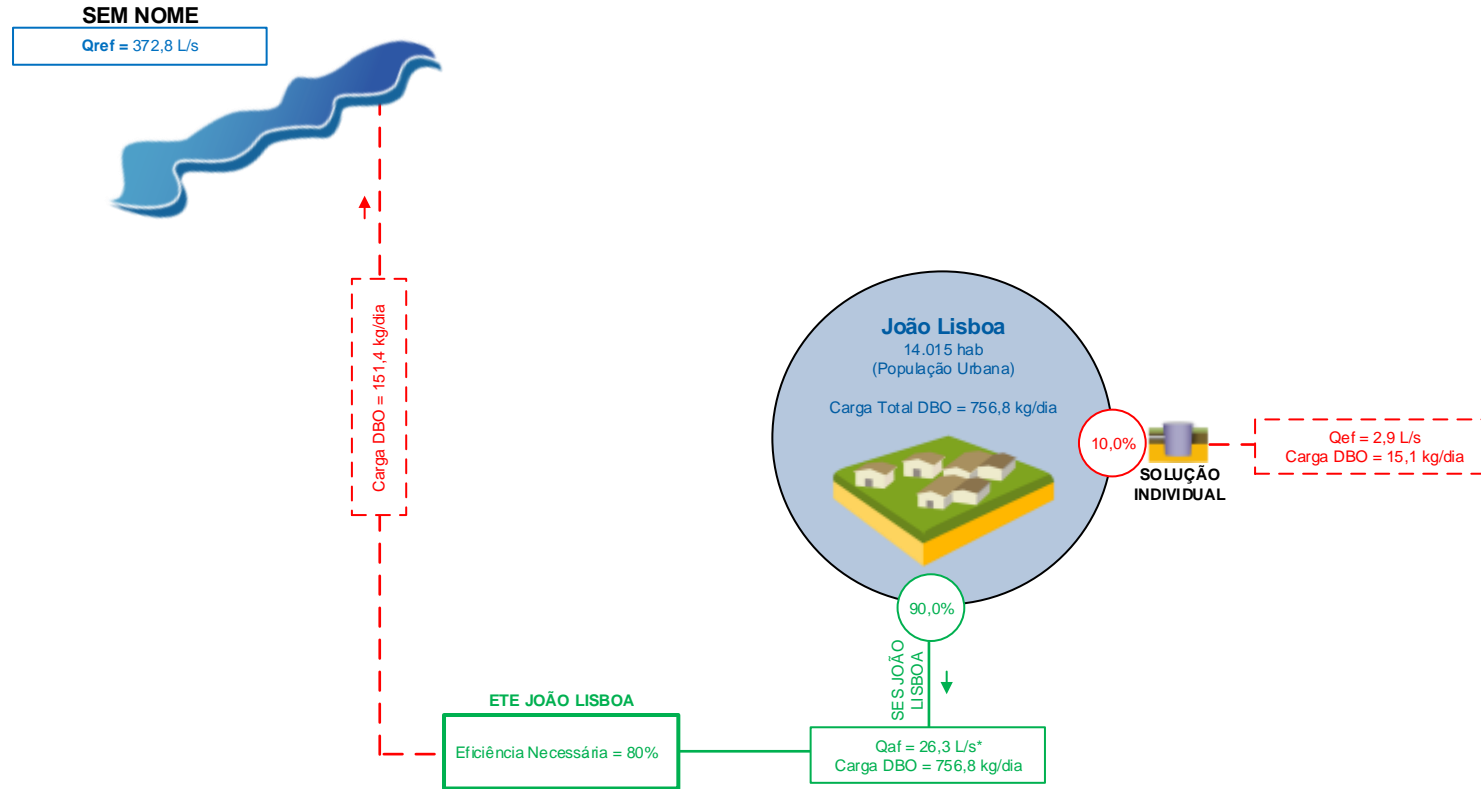 SEM NOME
Qref = 372,8 L/s
Carga DBO = 151,4 kg/dia
João Lisboa
14.015 hab
(População Urbana)
Carga Total DBO = 756,8 kg/dia
10,0%
SOLUÇÃO
INDIVIDUAL
Qef = 2,9 L/s
Carga DBO = 15,1 kg/dia
90,0%
SES JOÃO
LISBOA
ETE JOÃO LISBOA
Eficiência Necessária = 80%
Qaf = 26,3 L/s*
Carga DBO = 756,8 kg/dia